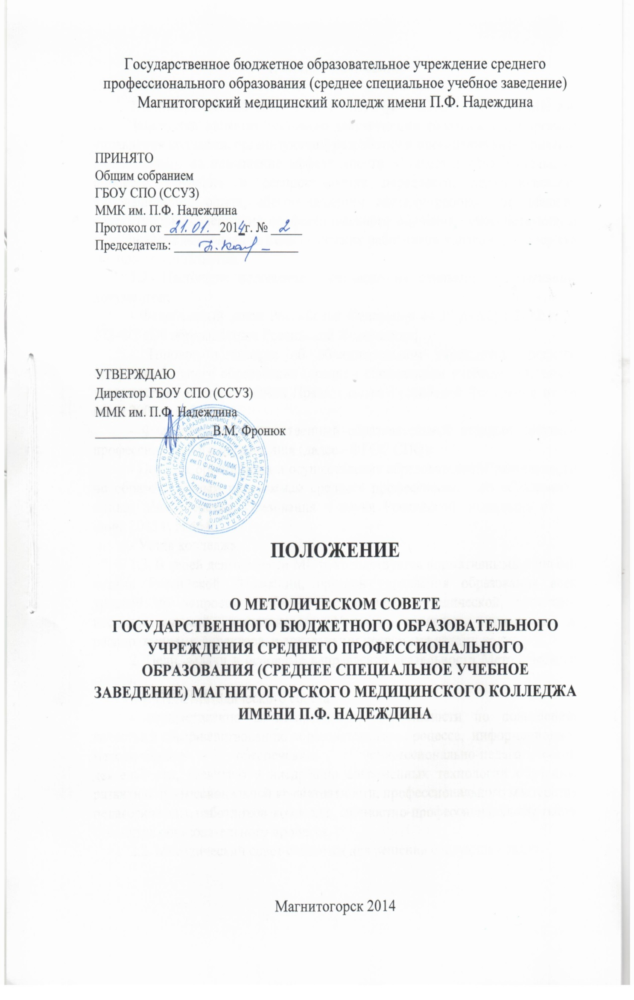 Государственное бюджетное образовательное учреждение среднего
профессионального образования (среднее специальное учебное заведение)
Магнитогорский медицинский колледж имени П.Ф. Надеждина
ПРИНЯТО
Общим собранием
ГБОУ СПО (ССУЗ)
ММК им. П.Ф. Надеждина
Протокол от 21.01. 2014г. № 2
Председатель:
УТВЕРЖДАЮ
Директор ГБОУ СПО (ССУЗ)
ММК им. П.Ф. Надеждина
В.М. Фронюк
ИНН 7445040647
ГБОУ
СПО (ССУЗ) ММК
им П Ф Надеждина
ДЛЯ
ДОКУМЕНТОВ
КПП 744501001
ПОЛОЖЕНИЕ
О МЕТОДИЧЕСКОМ СОВЕТЕ
ГОСУДАРСТВЕННОГО БЮДЖЕТНОГО ОБРАЗОВАТЕЛЬНОГО
УЧРЕЖДЕНИЯ СРЕДНЕГО ПРОФЕССИОНАЛЬНОГО
ОБРАЗОВАНИЯ (СРЕДНЕЕ СПЕЦИАЛЬНОЕ УЧЕБНОЕ
ЗАВЕДЕНИЕ) МАГНИТОГОРСКОГО МЕДИЦИНСКОГО КОЛЛЕДЖА
ИМЕНИ П.Ф. НАДЕЖДИНА
Магнитогорск 2014